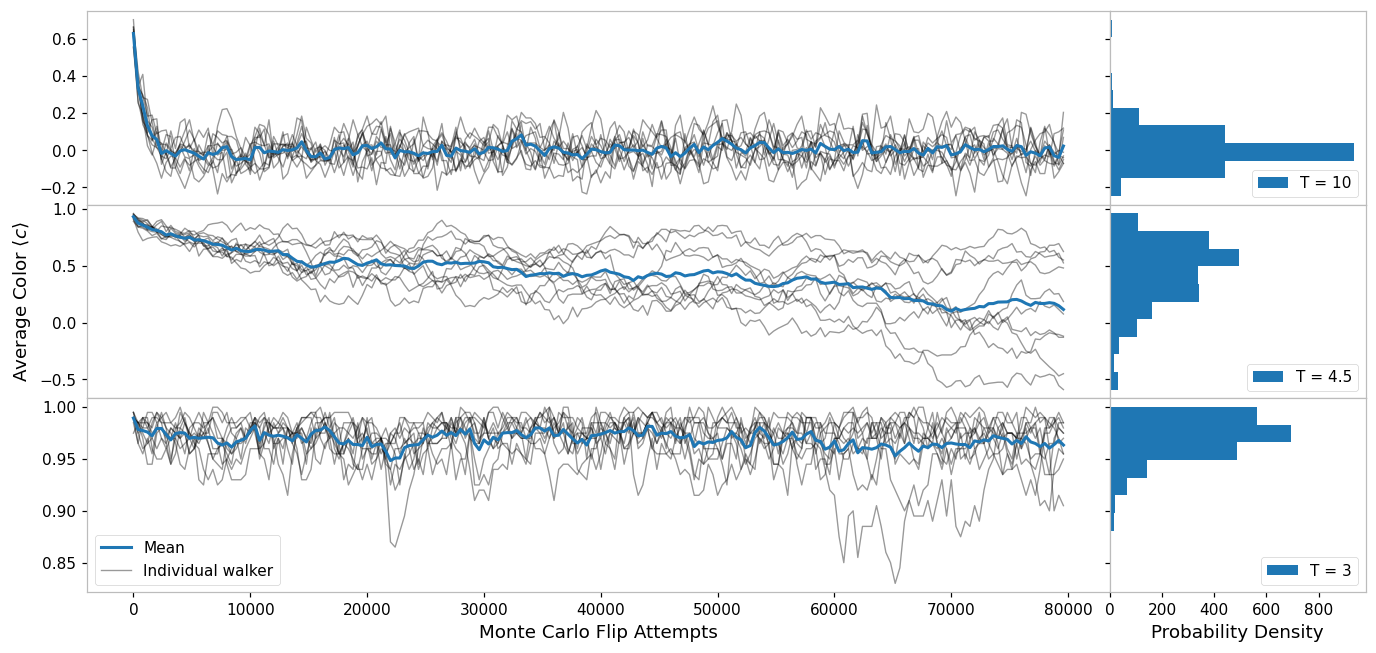 0.6
0.4
0.2
0.0
−0.2
T = 10
1.0
0.5
0.0
−0.5
T = 4.5
Average Color ⟨c⟩
1.00
0.95
0.90
0.85
Mean
Individual walker
T = 3
0 10000 20000 30000 40000 50000 60000 70000 80000
0 200 400 600 800
Monte Carlo Flip Attempts
Probability Density